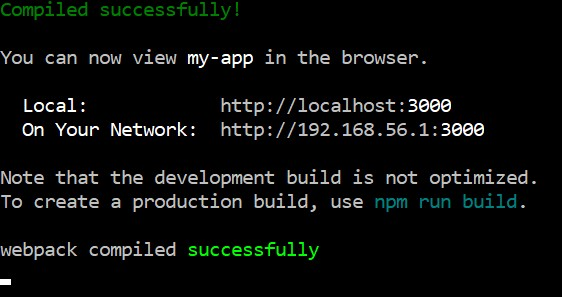 Compiled successfully!
You can now view my-app in the browser.
Local: http://localhost:3000
On Your Network: http://192.168.56.1:3000
Note that the development build is not optimized.
To create a production build, use npm run build.
webpack compiled successfully